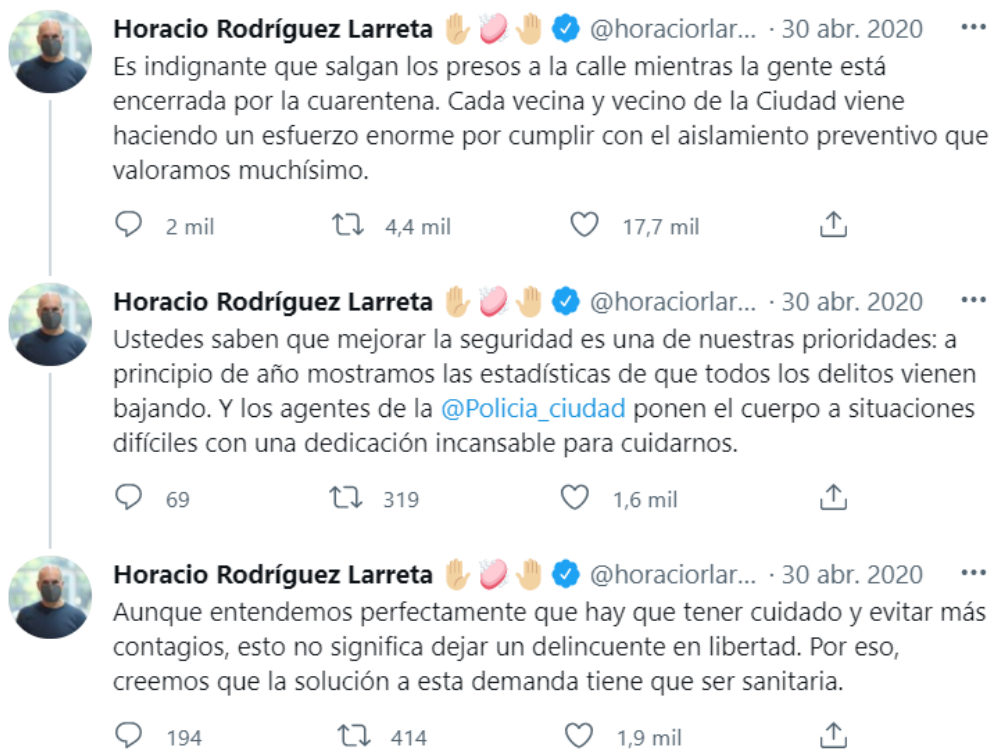 Horacio Rodríguez Larreta ✋🧼🤚 @horaciorlar... · 30 abr. 2020 ...
Es indignante que salgan los presos a la calle mientras la gente está
encerrada por la cuarentena. Cada vecina y vecino de la Ciudad viene
haciendo un esfuerzo enorme por cumplir con el aislamiento preventivo que
valoramos muchísimo.
2 mil 4,4 mil 17,7 mil
Horacio Rodríguez Larreta ✋🧼🤚 @horaciorlar... · 30 abr. 2020 ...
Ustedes saben que mejorar la seguridad es una de nuestras prioridades: a
principio de año mostramos las estadísticas de que todos los delitos vienen
bajando. Y los agentes de la @Policia_ciudad ponen el cuerpo a situaciones
difíciles con una dedicación incansable para cuidarnos.
69 319 1,6 mil
Horacio Rodríguez Larreta ✋🧼🤚 @horaciorlar... · 30 abr. 2020 ...
Aunque entendemos perfectamente que hay que tener cuidado y evitar más
contagios, esto no significa dejar un delincuente en libertad. Por eso,
creemos que la solución a esta demanda tiene que ser sanitaria.
194 414 1,9 mil